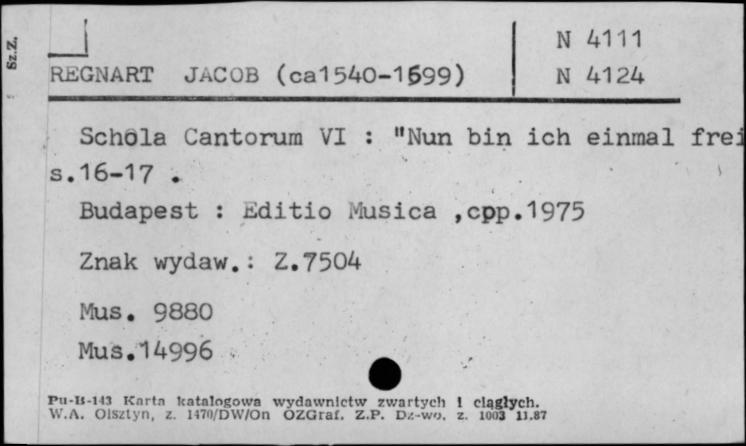 Sz.Z.
N 4111
REGNART JACOB (ca1540-1599) N 4124
Schola Cantorum VI : "Nun bin ich einmal frei
s.16-17 .
Budapest : Editio Musica ,cpp.1975
Znak wydaw.: Z.7504
Mus. 9880
Mus.14996
Pu-B-143 Karta katalogowa wydawnictw zwartych i ciągłych.
W.A. Olsztyn, z. 1470/DW/On OZGraf. Z.P. Dz-wo. z. 1003 11.87